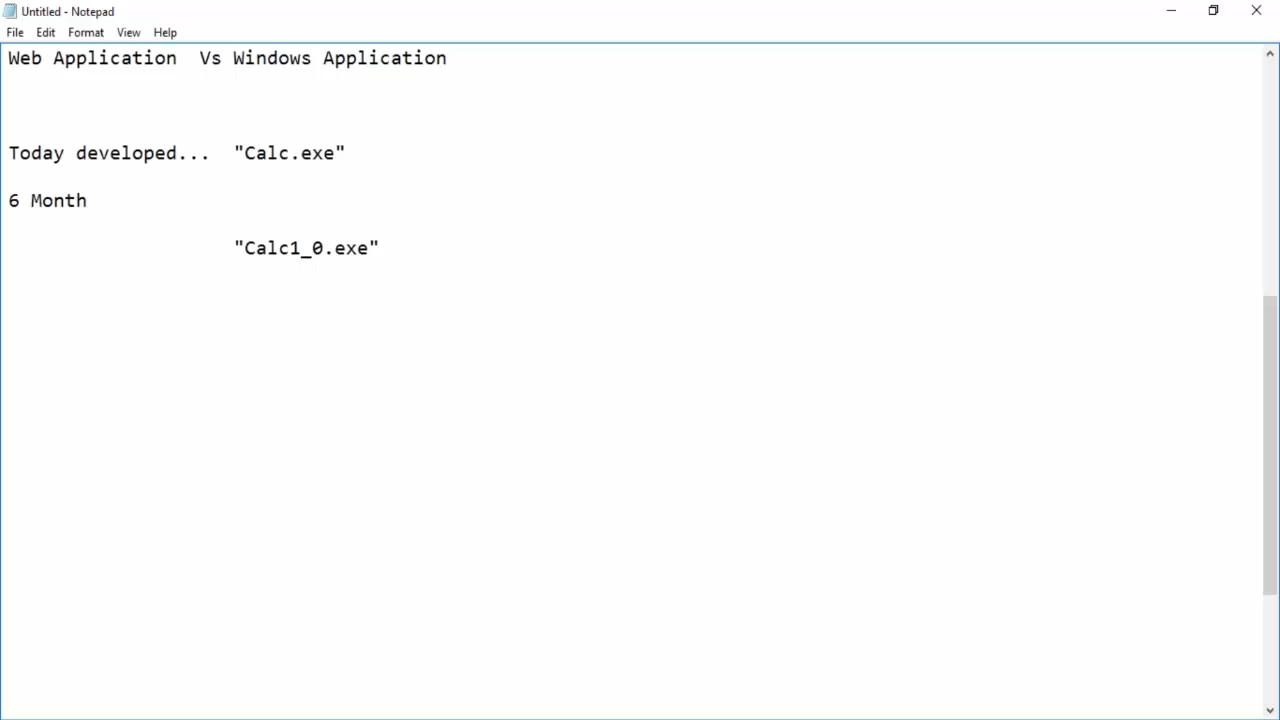 Untitled - Notepad
File Edit Format View Help
Web Application  Vs Windows Application
Today developed...  "Calc.exe"
6 Month
"Calc1_0.exe"